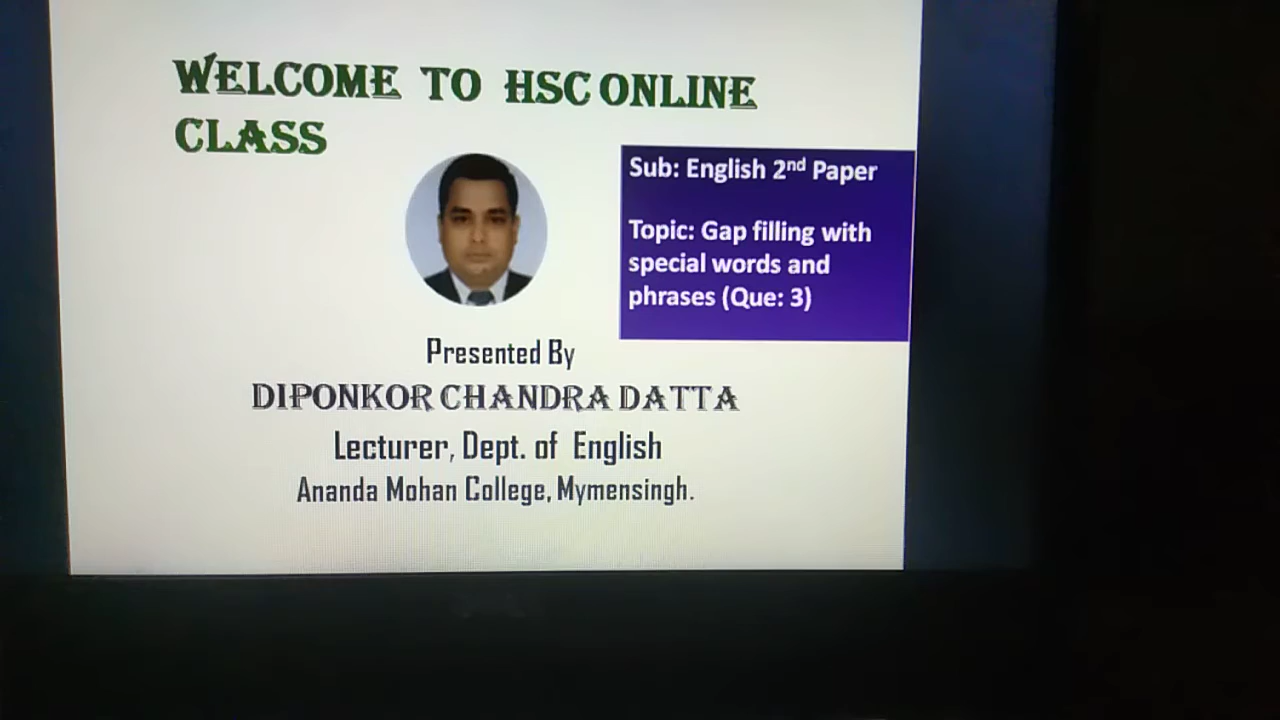 WELCOME TO HSC ONLINE
CLASS
Sub: English 2nd Paper
Topic: Gap filling with
special words and
phrases (Que: 3)
Presented By
DIPONKOR CHANDRA DATTA
Lecturer, Dept. of English
Ananda Mohan College, Mymensingh.